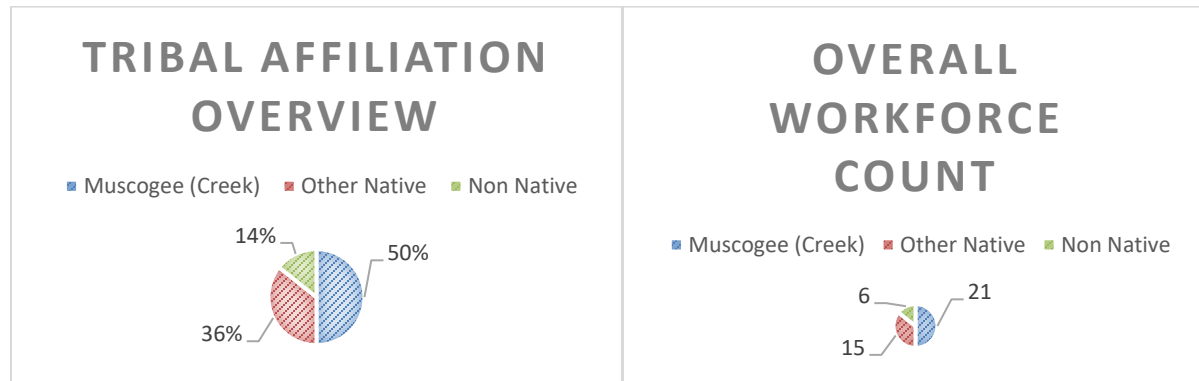 TRIBAL AFFILIATION
OVERVIEW
Muscogee (Creek) Other Native Non Native
14%
50%
36%
OVERALL
WORKFORCE
COUNT
Muscogee (Creek) Other Native Non Native
6
21
15